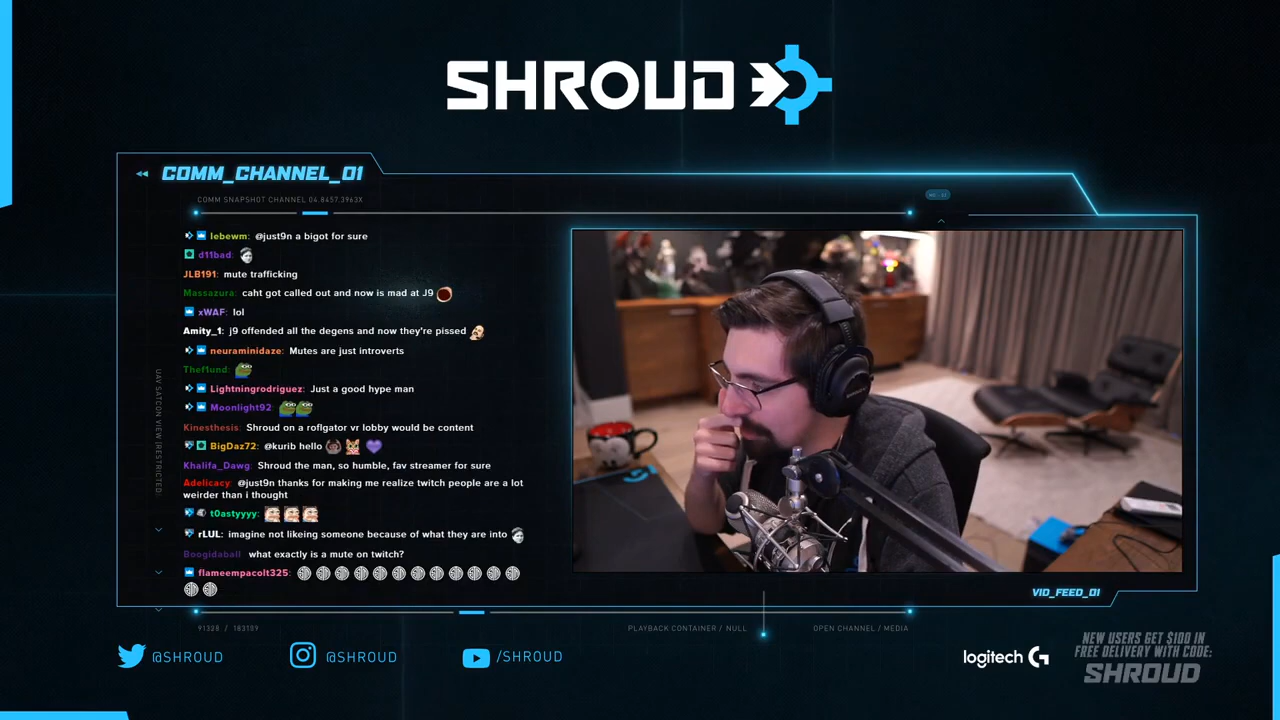 SHROUD
COMM_CHANNEL_01
COMM SNAPSHOT CHANNEL 04.8457.3963X
lebewm: @just9n a bigot for sure
d11bad:
JLB191: mute trafficking
Massazura: caht got called out and now is mad at J9
xWAF: lol
Amity_1: j9 offended all the degens and now they're pissed
neuraminidaze: Mutes are just introverts
Thef1und:
Lightningrodriguez: Just a good hype man
Moonlight92:
Kinesthesis: Shroud on a roflgator vr lobby would be content
BigDaz72: @kurib hello
Khalifa_Dawg: Shroud the man, so humble, fav streamer for sure
Adelicacy: @just9n thanks for making me realize twitch people are a lot
weirder than i thought
t0astyyyy:
rLUL: imagine not likeing someone because of what they are into
Boogidaball: what exactly is a mute on twitch?
flameempacolt325:
UAV SATCON VIEW [RESTRICTED]
VID_FEED_01
91328 / 183109
PLAYBACK CONTAINER / NULL
OPEN CHANNEL / MEDIA
@SHROUD
@SHROUD
/SHROUD
logitech G
NEW USERS GET $100 IN
FREE DELIVERY WITH CODE:
SHROUD